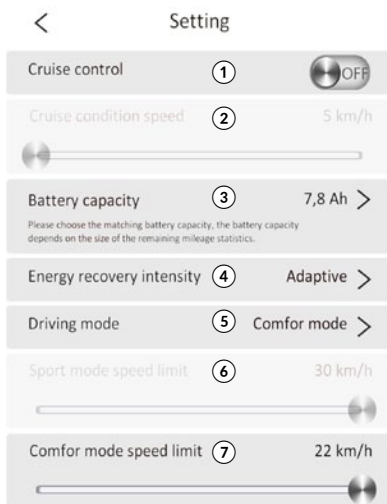 Setting
Cruise control 1 OFF
Cruise condition speed 2 5 km/h
Battery capacity 3 7,8 Ah
Please choose the matching battery capacity, the battery capacity
depends on the size of the remaining mileage statistics.
Energy recovery intensity 4 Adaptive
Driving mode 5 Comfor mode
Sport mode speed limit 6 30 km/h
Comfor mode speed limit 7 22 km/h